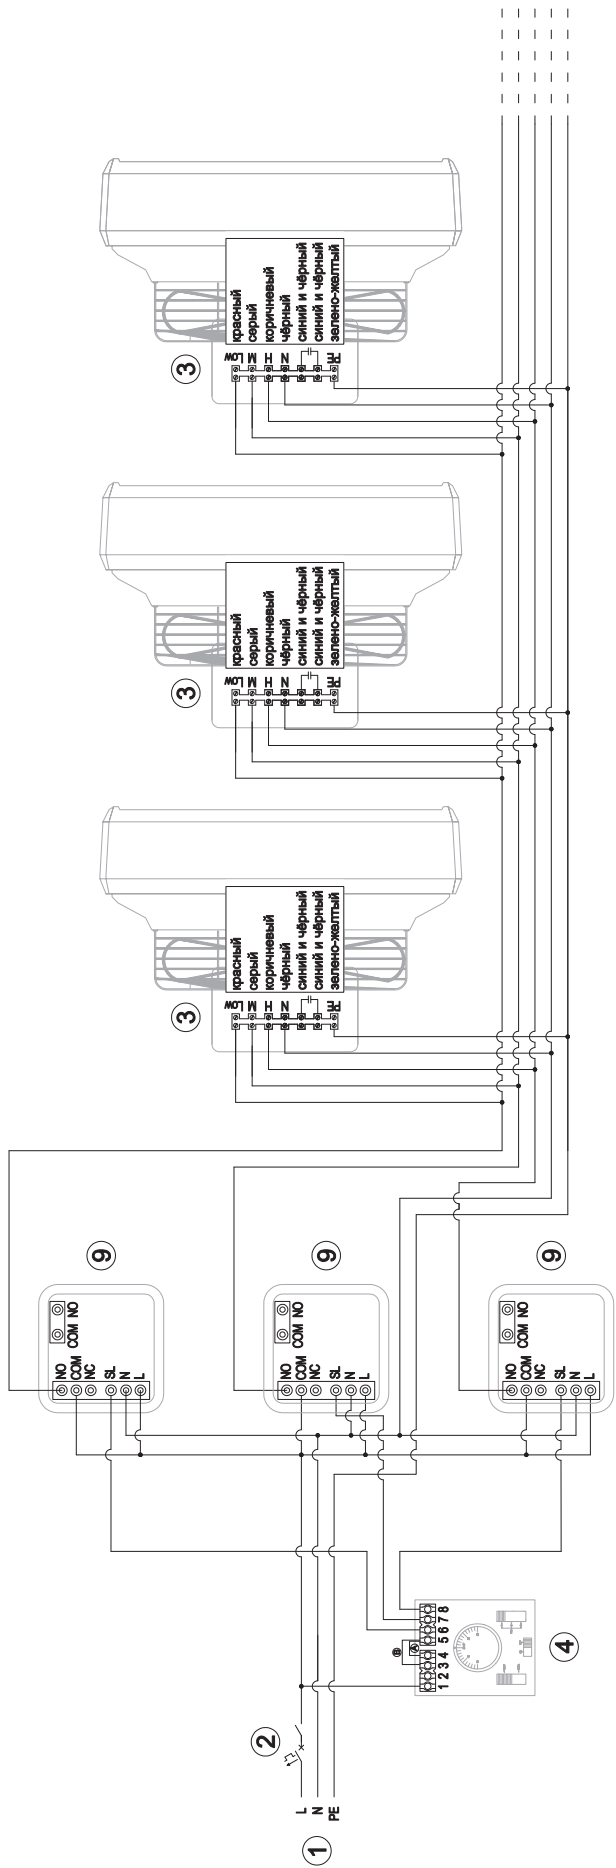 1
L
N
PE
2
4
B
A
1 2 3 4 5 6 7 8
9
NO
COM
NC
SL
N
L
COM NO
9
NO
COM
NC
SL
N
L
COM NO
9
NO
COM
NC
SL
N
L
COM NO
3
Low красный
M серый
H коричневый
N чёрный
синий и чёрный
синий и чёрный
PE зелено-желтый
3
Low красный
M серый
H коричневый
N чёрный
синий и чёрный
синий и чёрный
PE зелено-желтый
3
Low красный
M серый
H коричневый
N чёрный
синий и чёрный
синий и чёрный
PE зелено-желтый